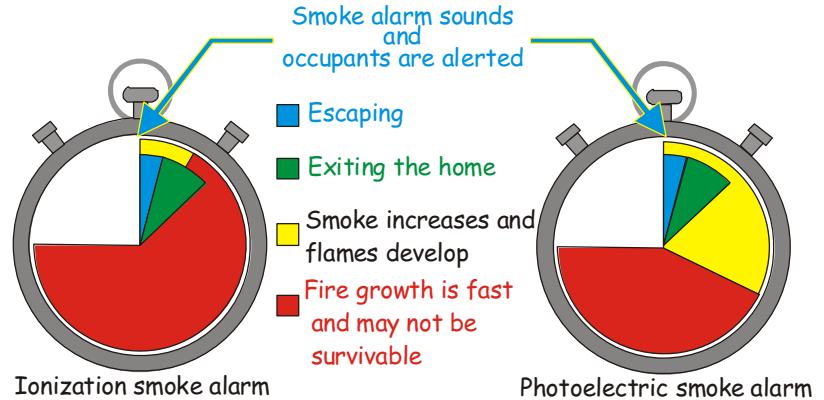 Smoke alarm sounds
and
occupants are alerted
Escaping
Exiting the home
Smoke increases and
flames develop
Fire growth is fast
and may not be
survivable
Ionization smoke alarm
Photoelectric smoke alarm